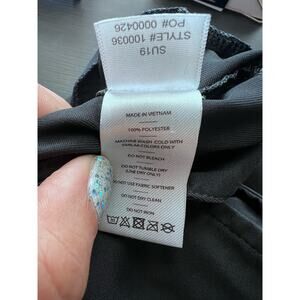 SU19
STYLE# 100036
PO# 0000426
MADE IN VIETNAM
100% POLYESTER
MACHINE WASH COLD WITH
SIMILAR COLORS ONLY
DO NOT BLEACH
DO NOT TUMBLE DRY
(LINE DRY ONLY)
DO NOT USE FABRIC SOFTENER
DO NOT DRY CLEAN
DO NOT IRON